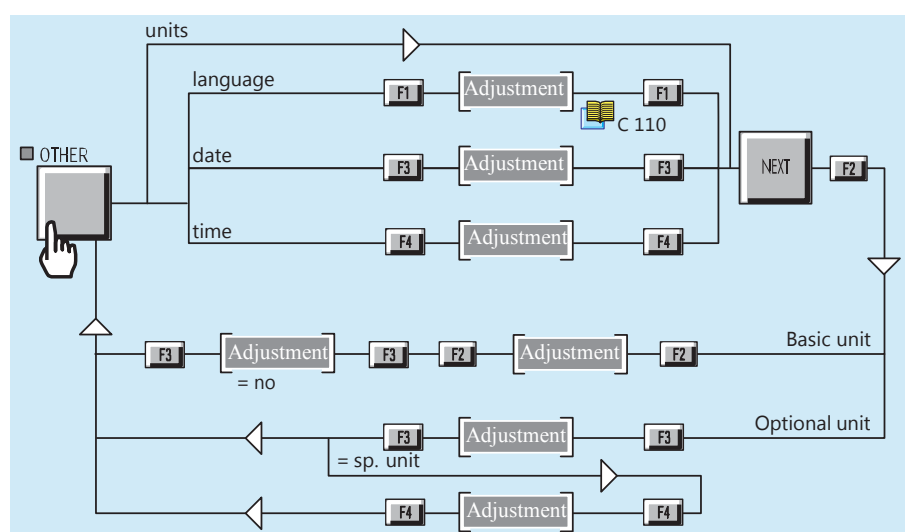 units
language
F1 Adjustment F1
C 110
OTHER
date
F3 Adjustment F3
NEXT F2
time
F4 Adjustment F4
F3 Adjustment F3 F2 Adjustment F2 Basic unit
= no
Optional unit
F3 Adjustment F3
= sp. unit
F4 Adjustment F4